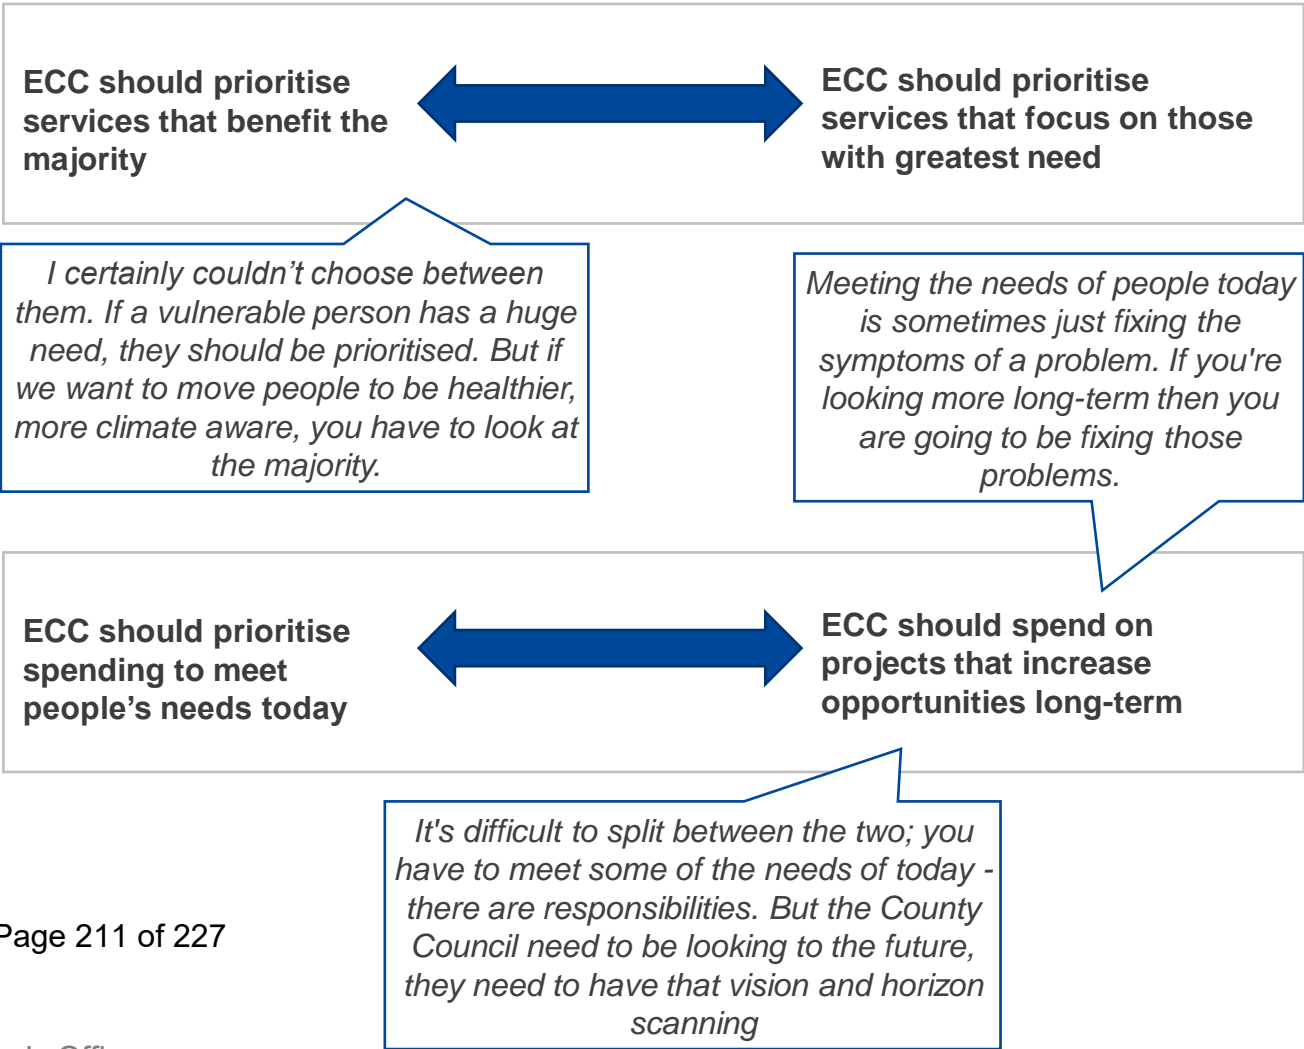 ECC should prioritise
services that benefit the
majority
ECC should prioritise
services that focus on those
with greatest need
I certainly couldn’t choose between
them. If a vulnerable person has a huge
need, they should be prioritised. But if
we want to move people to be healthier,
more climate aware, you have to look at
the majority.
Meeting the needs of people today
is sometimes just fixing the
symptoms of a problem. If you're
looking more long-term then you
are going to be fixing those
problems.
ECC should prioritise
spending to meet
people’s needs today
ECC should spend on
projects that increase
opportunities long-term
It's difficult to split between the two; you
have to meet some of the needs of today -
there are responsibilities. But the County
Council need to be looking to the future,
they need to have that vision and horizon
scanning
Page 211 of 227